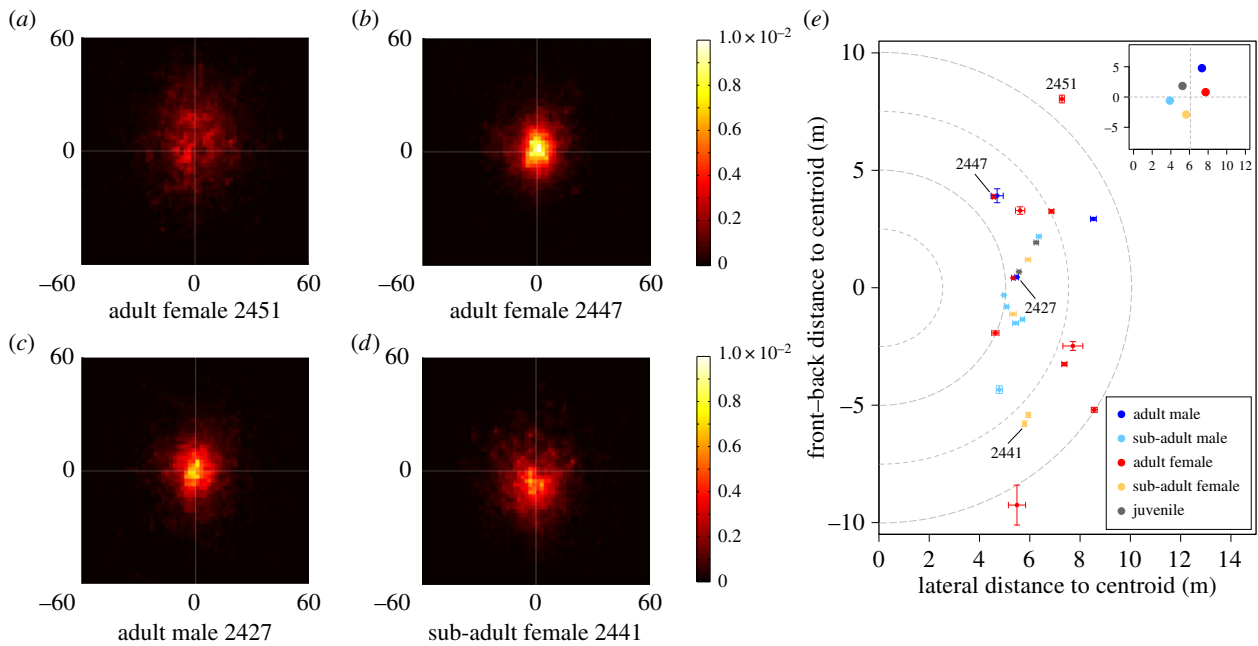 (a)
60
0
–60
0
60
adult female 2451
(b)
60
0
–60
0
60
adult female 2447
1.0 × 10⁻²
0.8
0.6
0.4
0.2
0
(c)
60
0
–60
0
60
adult male 2427
(d)
60
0
–60
0
60
sub-adult female 2441
1.0 × 10⁻²
0.8
0.6
0.4
0.2
0
(e)
front–back distance to centroid (m)
10
5
0
–5
–10
0 2 4 6 8 10 12 14
lateral distance to centroid (m)
2451
2447
2427
2441
5
0
–5
0 2 4 6 8 10 12
adult male
sub-adult male
adult female
sub-adult female
juvenile